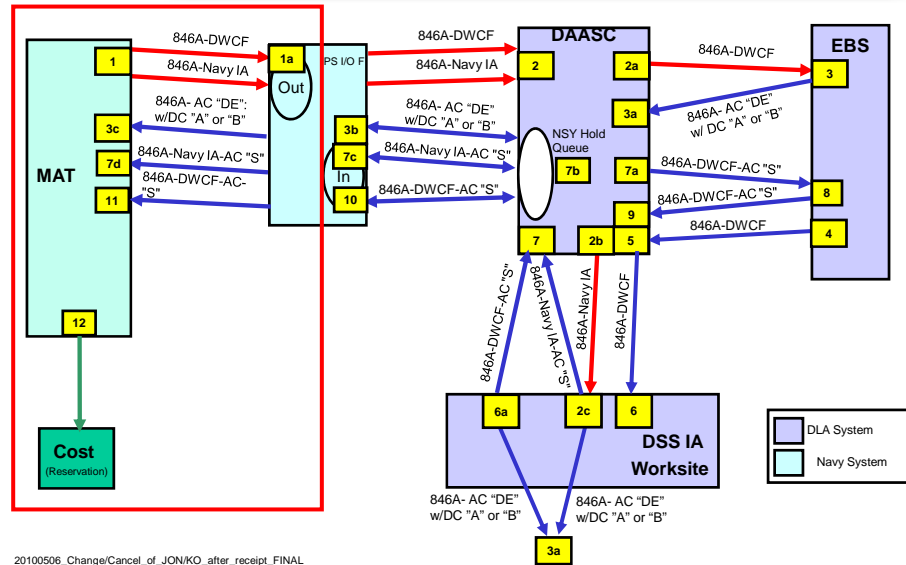 846A-DWCF
846A-Navy IA
846A- AC “DE”:
w/DC ”A” or “B”
846A-Navy IA-AC "S"
846A-DWCF-AC-
"S"
1
3c
7d
11
MAT
12
Cost
(Reservation)
1a
PS I/O F
Out
3b
7c
In
10
846A-DWCF
846A-Navy IA
846A- AC “DE”
w/DC ”A” or “B”
846A-Navy IA-AC "S"
846A-DWCF-AC "S"
DAASC
2
2a
3a
NSY Hold
Queue
7b
7a
9
7
2b
5
846A-DWCF
846A- AC “DE”
w/ DC ”A” or “B”
846A-DWCF-AC "S"
846A-DWCF-AC "S"
846A-DWCF
EBS
3
8
4
846A-DWCF-AC "S"
846A-Navy IA-AC "S"
846A-Navy IA
846A-DWCF
6a
2c
6
DSS IA
Worksite
846A- AC “DE”
w/DC ”A” or “B”
846A- AC “DE”
w/DC ”A” or “B”
3a
DLA System
Navy System
20100506_Change/Cancel_of_JON/KO_after_receipt_FINAL